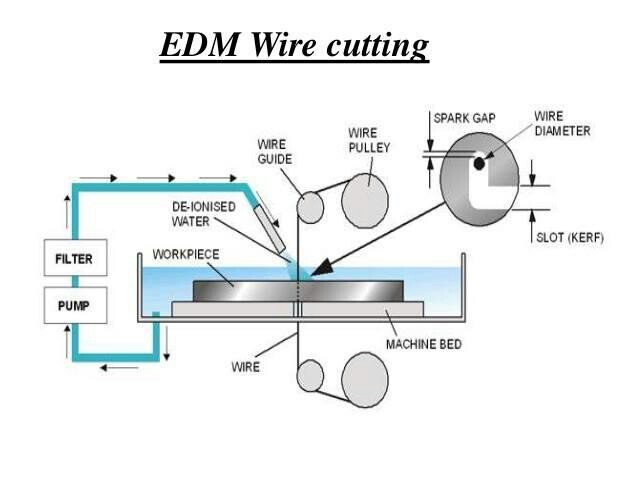 EDM Wire cutting
SPARK GAP
WIRE
DIAMETER
WIRE
PULLEY
WIRE
GUIDE
DE-IONISED
WATER
SLOT (KERF)
WORKPIECE
FILTER
PUMP
MACHINE BED
WIRE